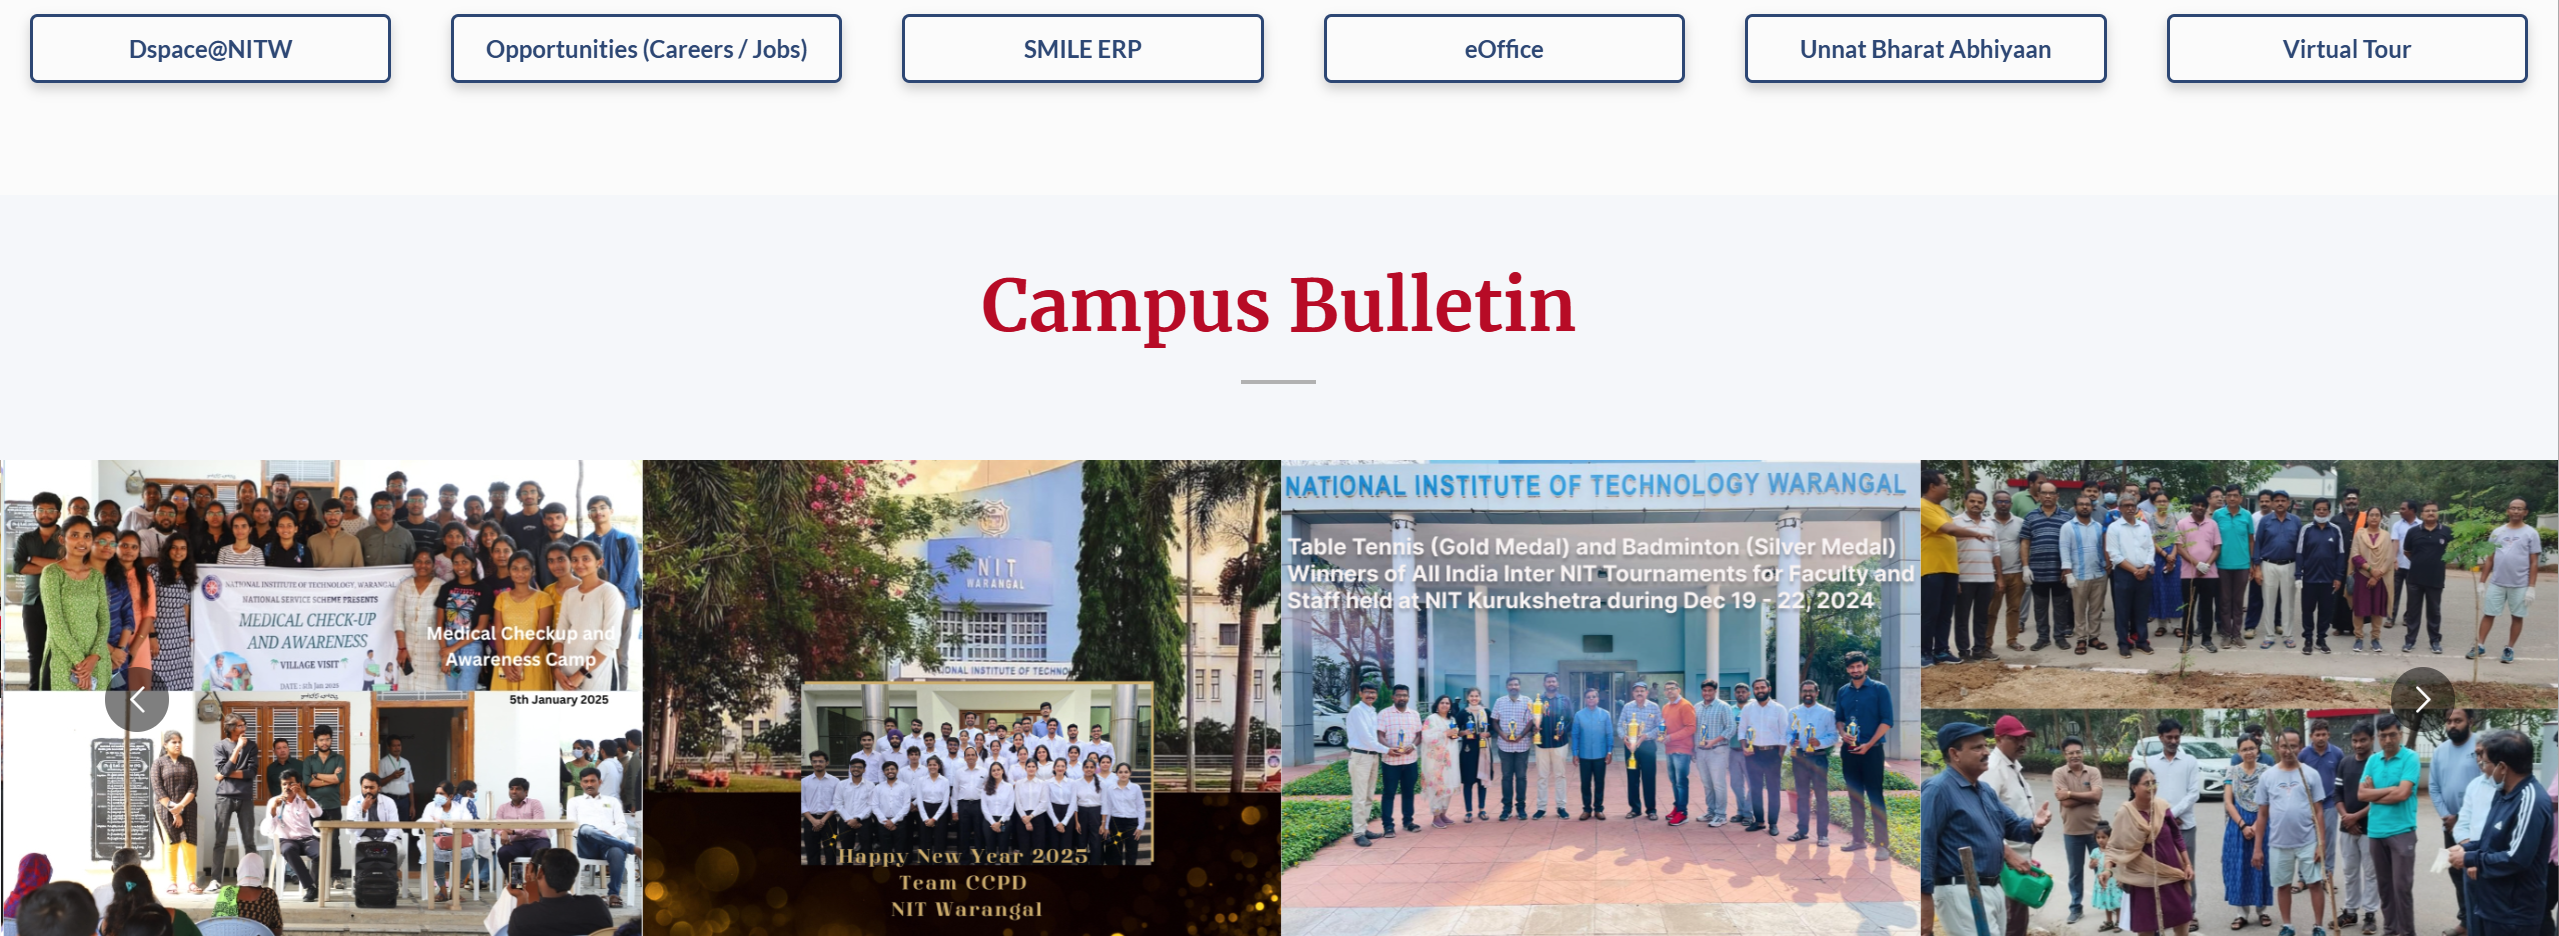 Dspace@NITW
Opportunities (Careers / Jobs)
SMILE ERP
eOffice
Unnat Bharat Abhiyaan
Virtual Tour
Campus Bulletin
NATIONAL INSTITUTE OF TECHNOLOGY, WARANGAL
NATIONAL SERVICE SCHEME PRESENTS
MEDICAL CHECK-UP
AND AWARENESS
VILLAGE VISIT
DATE : 5th Jan 2025
Medical Checkup and
Awareness Camp
5th January 2025
NIT
WARANGAL
NATIONAL INSTITUTE OF TECHNO
Happy New Year 2025
Team CCPD
NIT Warangal
NATIONAL INSTITUTE OF TECHNOLOGY WARANGAL
Table Tennis (Gold Medal) and Badminton (Silver Medal)
Winners of All India Inter NIT Tournaments for Faculty and
Staff held at NIT Kurukshetra during Dec 19 - 22, 2024